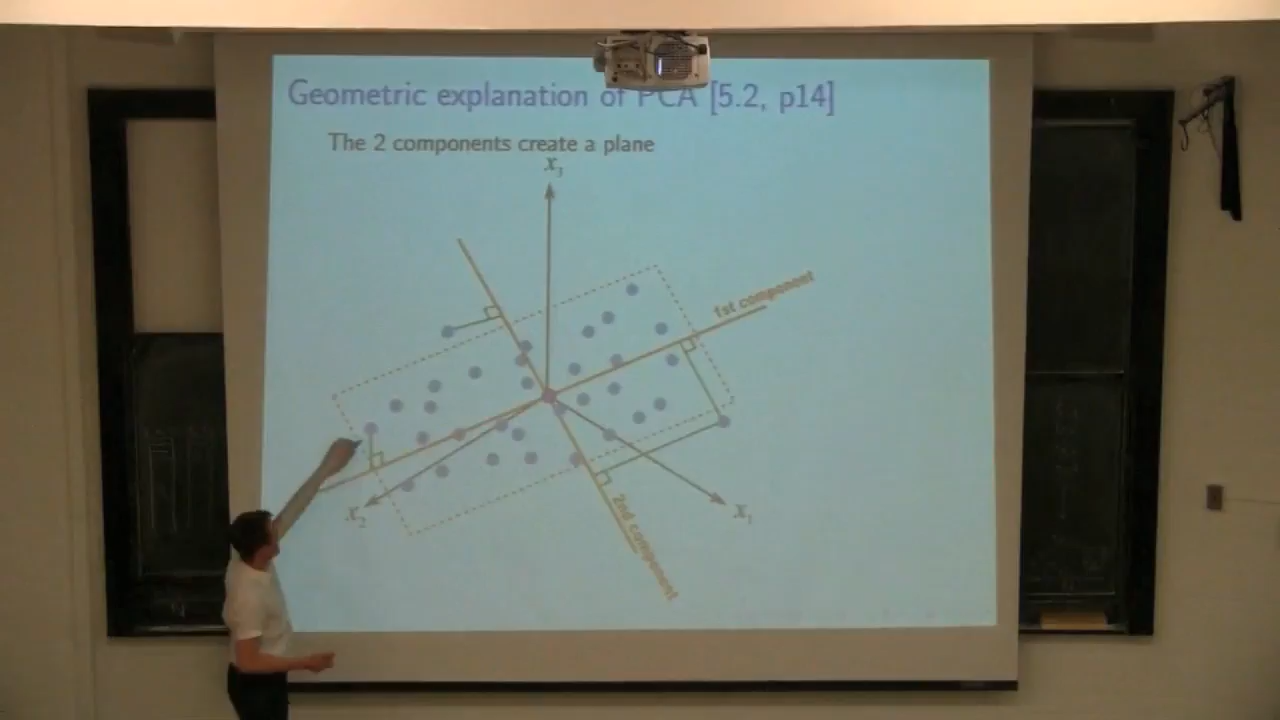 Geometric explanation of PCA [5.2, p14]
The 2 components create a plane
x₃
1st component
x₂
x₁
2nd component